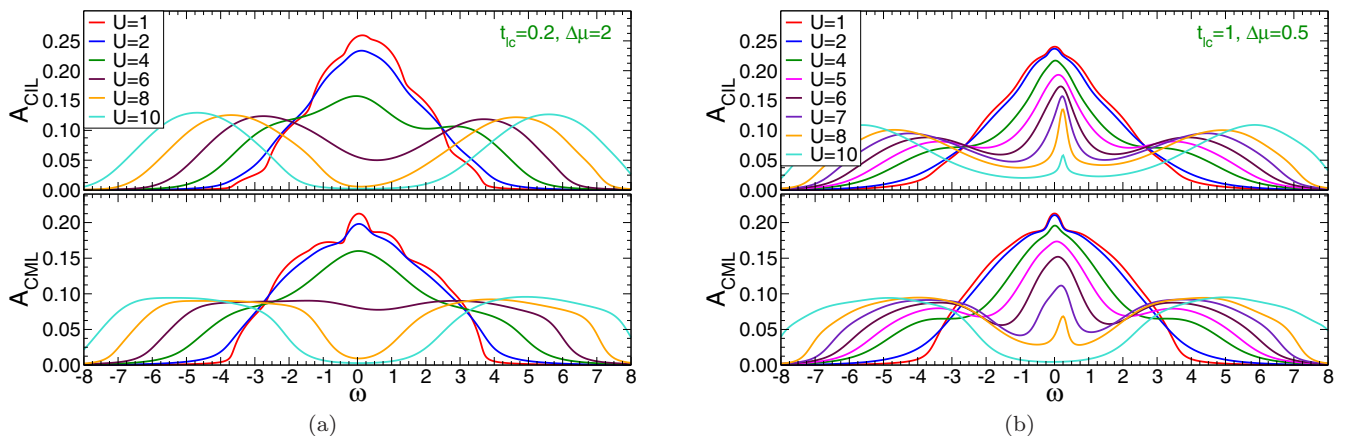 U=1
U=2
U=4
U=6
U=8
U=10
t_lc=0.2, Δμ=2
A_CIL
0.25
0.20
0.15
0.10
0.05
0.00
A_CML
0.20
0.15
0.10
0.05
0.00
-8 -7 -6 -5 -4 -3 -2 -1 0 1 2 3 4 5 6 7 8
ω
(a)
U=1
U=2
U=4
U=5
U=6
U=7
U=8
U=10
t_lc=1, Δμ=0.5
A_CIL
0.25
0.20
0.15
0.10
0.05
0.00
A_CML
0.20
0.15
0.10
0.05
0.00
-8 -7 -6 -5 -4 -3 -2 -1 0 1 2 3 4 5 6 7 8
ω
(b)